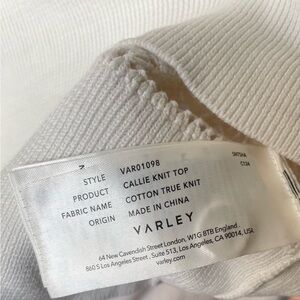 STYLE VAR01098
PRODUCT CALLIE KNIT TOP
FABRIC NAME COTTON TRUE KNIT
ORIGIN MADE IN CHINA
VARLEY
64 New Cavendish Street London, W1G 8TB England.
860 S Los Angeles Street. Suite 513, Los Angeles, CA 90014, USA
varley.com